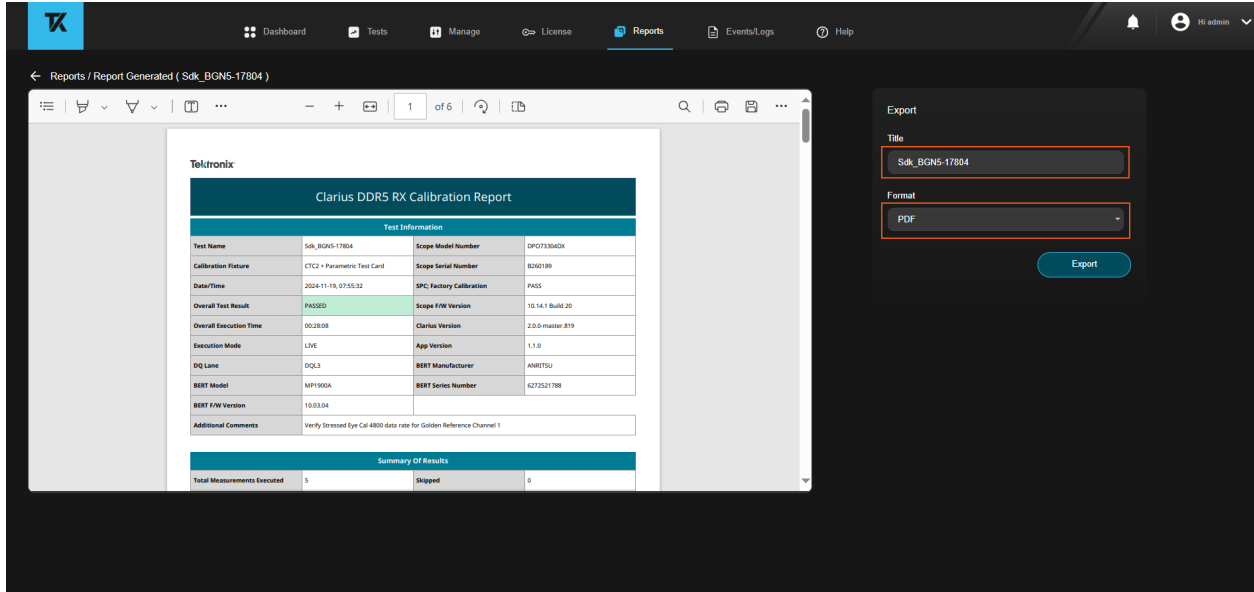 TK
Dashboard Tests Manage License Reports Events/Logs Help Hi admin
Reports / Report Generated ( Sdk_BGN5-17804 )
1 of 6
Tektronix
Clarius DDR5 RX Calibration Report
Test Information
Test Name Sdk_BGN5-17804 Scope Model Number DPO73304DX
Calibration Fixture CTC2 + Parametric Test Card Scope Serial Number B260189
Date/Time 2024-11-19, 07:55:32 SPC; Factory Calibration PASS
Overall Test Result PASSED Scope F/W Version 10.14.1 Build 20
Overall Execution Time 00:28:08 Clarius Version 2.0.0-master.819
Execution Mode LIVE App Version 1.1.0
DQ Lane DQL3 BERT Manufacturer ANRITSU
BERT Model MP1900A BERT Series Number 6272521788
BERT F/W Version 10.03.04
Additional Comments Verify Stressed Eye Cal 4800 data rate for Golden Reference Channel 1
Summary Of Results
Total Measurements Executed 5 Skipped 0
Export
Title
Sdk_BGN5-17804
Format
PDF
Export